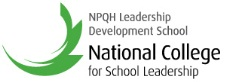 NPQH Leadership
Development School
National College
for School Leadership